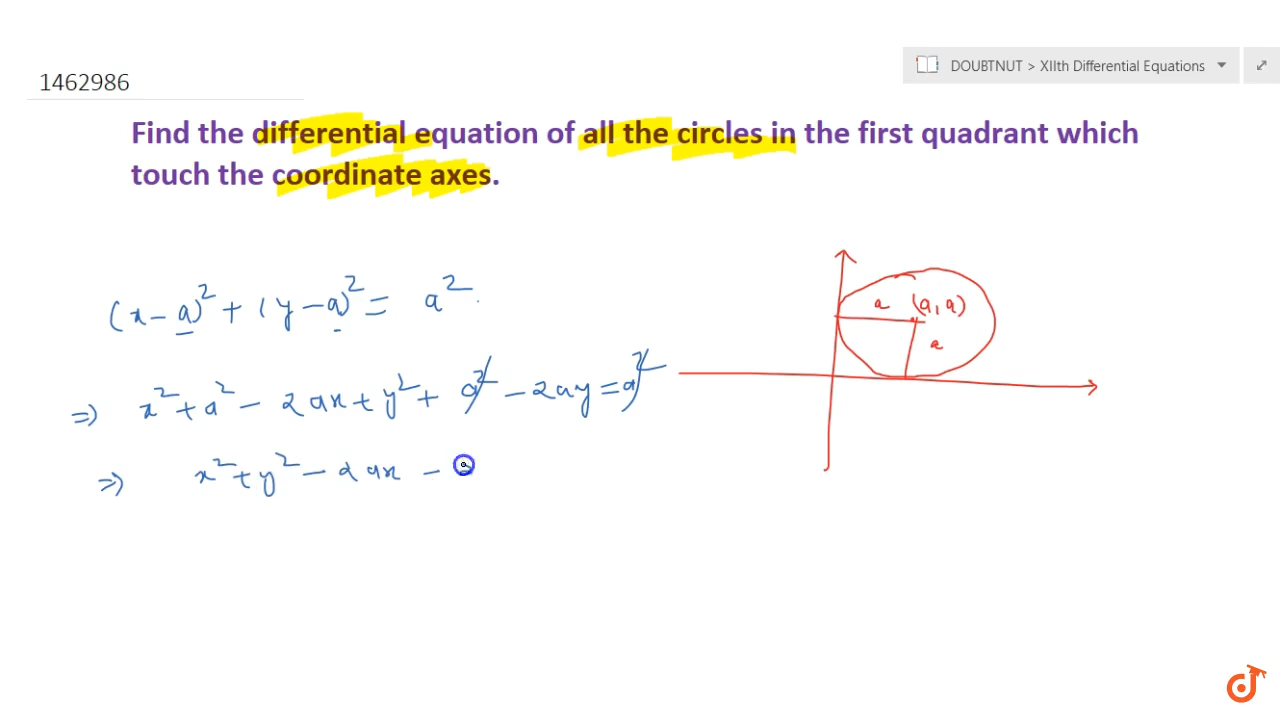 1462986
DOUBTNUT > XIIth Differential Equations
Find the differential equation of all the circles in the first quadrant which
touch the coordinate axes.
(x-a)²+(y-a)²= a²
a (a,a)
a
⇒ x²+a²-2ax+y²+a²-2ay=a²
⇒ x²+y²-2ax-